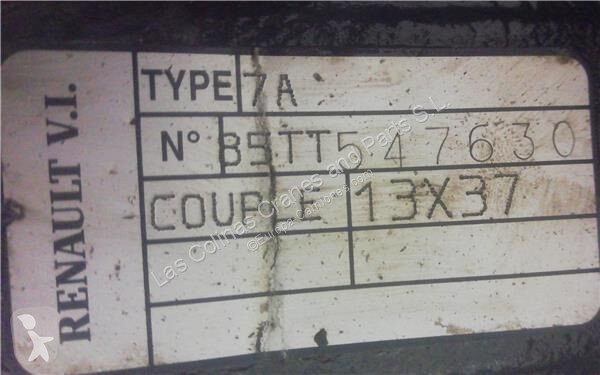 RENAULT V.I.
TYPE 7A
N° 85TT547630
COUPLE 13X37
Las Colinas Cranes and Parts S.L.